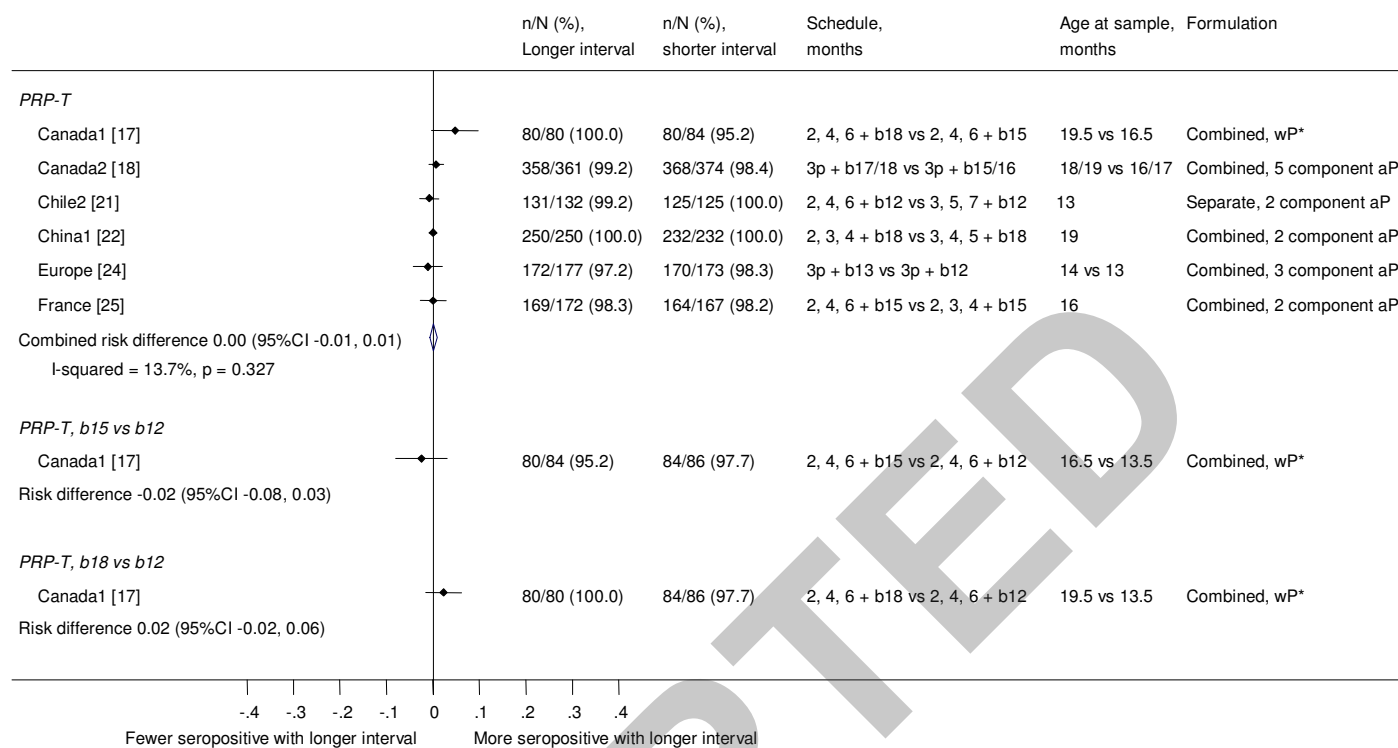 n/N (%), n/N (%), Schedule, Age at sample, Formulation
Longer interval shorter interval months months
PRP-T
Canada1 [17] 80/80 (100.0) 80/84 (95.2) 2, 4, 6 + b18 vs 2, 4, 6 + b15 19.5 vs 16.5 Combined, wP*
Canada2 [18] 358/361 (99.2) 368/374 (98.4) 3p + b17/18 vs 3p + b15/16 18/19 vs 16/17 Combined, 5 component aP
Chile2 [21] 131/132 (99.2) 125/125 (100.0) 2, 4, 6 + b12 vs 3, 5, 7 + b12 13 Separate, 2 component aP
China1 [22] 250/250 (100.0) 232/232 (100.0) 2, 3, 4 + b18 vs 3, 4, 5 + b18 19 Combined, 2 component aP
Europe [24] 172/177 (97.2) 170/173 (98.3) 3p + b13 vs 3p + b12 14 vs 13 Combined, 3 component aP
France [25] 169/172 (98.3) 164/167 (98.2) 2, 4, 6 + b15 vs 2, 3, 4 + b15 16 Combined, 2 component aP
Combined risk difference 0.00 (95%CI -0.01, 0.01)
I-squared = 13.7%, p = 0.327
PRP-T, b15 vs b12
Canada1 [17] 80/84 (95.2) 84/86 (97.7) 2, 4, 6 + b15 vs 2, 4, 6 + b12 16.5 vs 13.5 Combined, wP*
Risk difference -0.02 (95%CI -0.08, 0.03)
PRP-T, b18 vs b12
Canada1 [17] 80/80 (100.0) 84/86 (97.7) 2, 4, 6 + b18 vs 2, 4, 6 + b12 19.5 vs 13.5 Combined, wP*
Risk difference 0.02 (95%CI -0.02, 0.06)
-.4 -.3 -.2 -.1 0 .1 .2 .3 .4
Fewer seropositive with longer interval More seropositive with longer interval
PTED